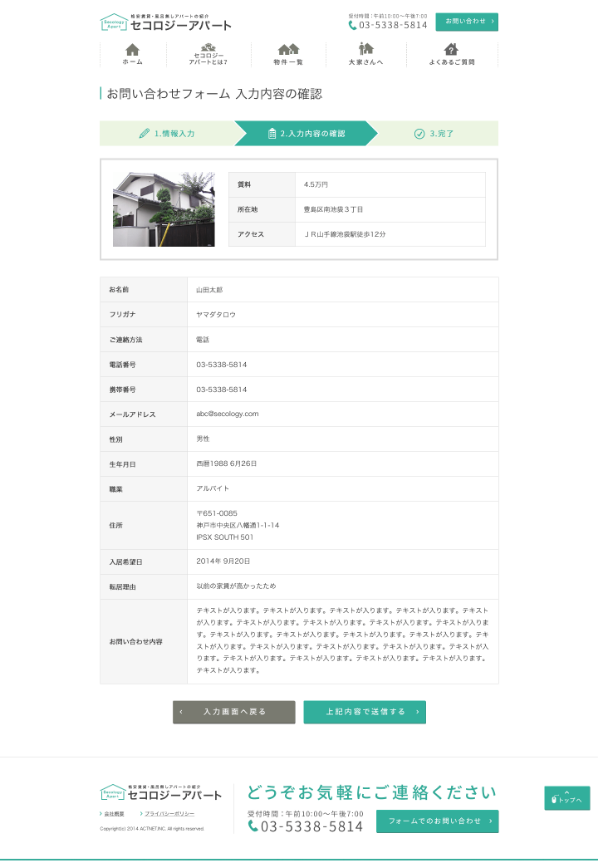 格安賃貸・風呂無しアパートの紹介
Secology Apart セコロジーアパート
受付時間：午前10:00〜午後7:00
03-5338-5814
お問い合わせ
ホーム
セコロジーアパートとは?
物件一覧
大家さんへ
よくあるご質問
お問い合わせフォーム 入力内容の確認
1.情報入力
2.入力内容の確認
3.完了
賃料 4.5万円
所在地 豊島区南池袋３丁目
アクセス ＪＲ山手線池袋駅徒歩12分
お名前 山田太郎
フリガナ ヤマダタロウ
ご連絡方法 電話
電話番号 03-5338-5814
携帯番号 03-5338-5814
メールアドレス abc@secology.com
性別 男性
生年月日 西暦1988 6月26日
職業 アルバイト
住所 〒651-0085
神戸市中央区八幡通1-1-14
IPSX SOUTH 501
入居希望日 2014年 9月20日
転居理由 以前の家賃が高かったため
お問い合わせ内容
テキストが入ります。テキストが入ります。テキストが入ります。テキストが入ります。テキスト
が入ります。テキストが入ります。テキストが入ります。テキストが入ります。テキストが入りま
す。テキストが入ります。テキストが入ります。テキストが入ります。テキストが入ります。テキ
ストが入ります。テキストが入ります。テキストが入ります。テキストが入ります。テキストが入
ります。テキストが入ります。テキストが入ります。テキストが入ります。テキストが入ります。
テキストが入ります。
入力画面へ戻る
上記内容で送信する
格安賃貸・風呂無しアパートの紹介
Secology Apart セコロジーアパート
会社概要 プライバシーポリシー
Copyright(c) 2014 ACTNET,INC. All rights reserved.
どうぞお気軽にご連絡ください
受付時間：午前10:00〜午後7:00
03-5338-5814
フォームでのお問い合わせ
トップへ